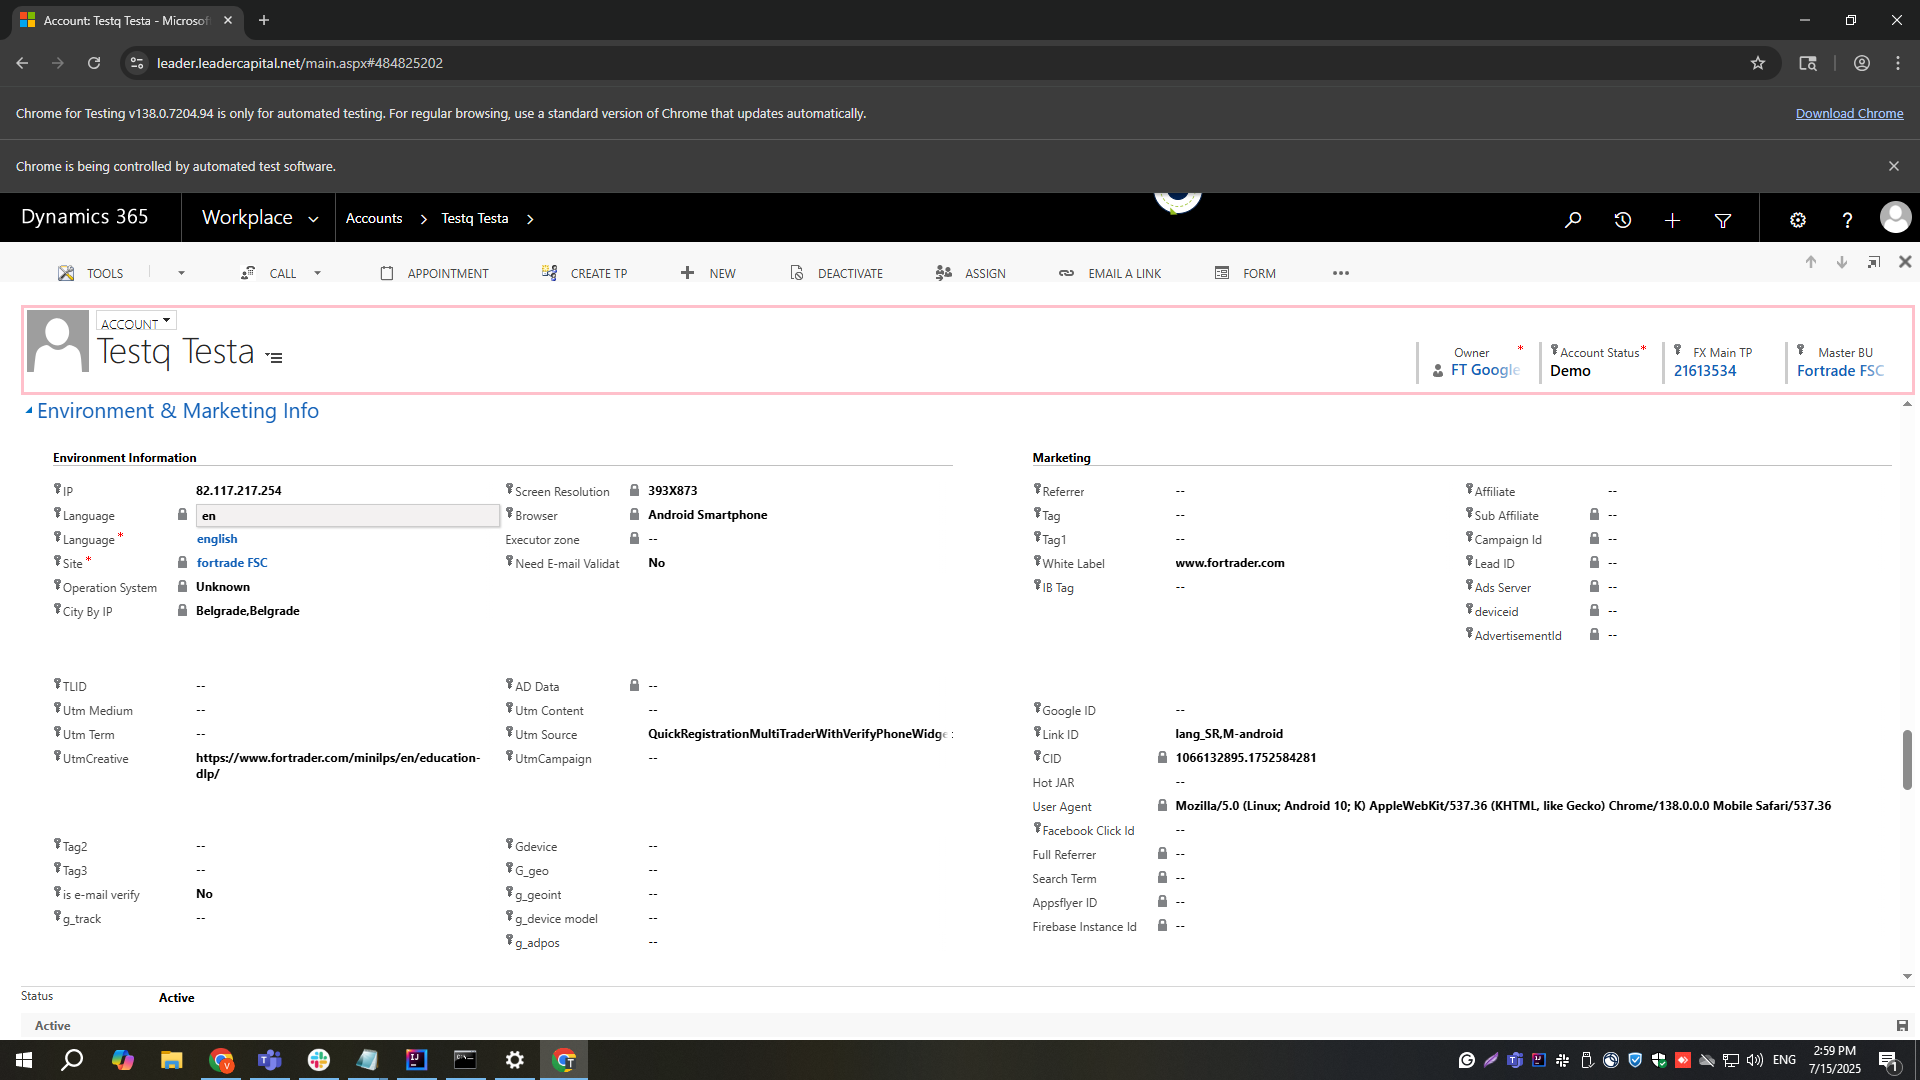 Account: Testq Testa - Microsof
leader.leadercapital.net/main.aspx#484825202
Chrome for Testing v138.0.7204.94 is only for automated testing. For regular browsing, use a standard version of Chrome that updates automatically.
Download Chrome
Chrome is being controlled by automated test software.
Dynamics 365
Workplace
Accounts
Testq Testa
TOOLS
CALL
APPOINTMENT
CREATE TP
NEW
DEACTIVATE
ASSIGN
EMAIL A LINK
FORM
ACCOUNT
Testq Testa
Owner *
FT Google
Account Status *
Demo
FX Main TP
21613534
Master BU
Fortrade FSC
Environment & Marketing Info
Environment Information
IP 82.117.217.254
Language en
Language * english
Site * fortrade FSC
Operation System Unknown
City By IP Belgrade,Belgrade
Screen Resolution 393X873
Browser Android Smartphone
Executor zone --
Need E-mail Validat No
TLID --
Utm Medium --
Utm Term --
UtmCreative https://www.fortrader.com/minilps/en/education-
dlp/
AD Data --
Utm Content --
Utm Source QuickRegistrationMultiTraderWithVerifyPhoneWidge
UtmCampaign --
Tag2 --
Tag3 --
is e-mail verify No
g_track --
Gdevice --
G_geo --
g_geoint --
g_device model --
g_adpos --
Marketing
Referrer --
Tag --
Tag1 --
White Label www.fortrader.com
IB Tag --
Affiliate --
Sub Affiliate --
Campaign Id --
Lead ID --
Ads Server --
deviceid --
AdvertisementId --
Google ID --
Link ID lang_SR,M-android
CID 1066132895.1752584281
Hot JAR --
User Agent Mozilla/5.0 (Linux; Android 10; K) AppleWebKit/537.36 (KHTML, like Gecko) Chrome/138.0.0.0 Mobile Safari/537.36
Facebook Click Id --
Full Referrer --
Search Term --
Appsflyer ID --
Firebase Instance Id --
Status Active
Active
ENG
2:59 PM
7/15/2025
1